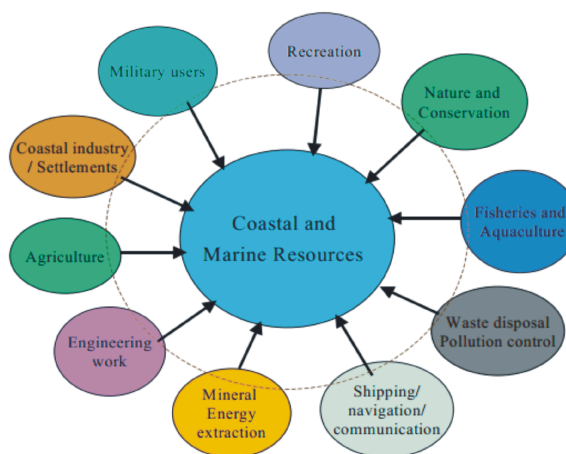 Recreation
Military users
Nature and
Conservation
Coastal industry
/ Settlements
Coastal and
Marine Resources
Fisheries and
Aquaculture
Agriculture
Waste disposal
Pollution control
Engineering
work
Mineral
Energy
extraction
Shipping/
navigation/
communication